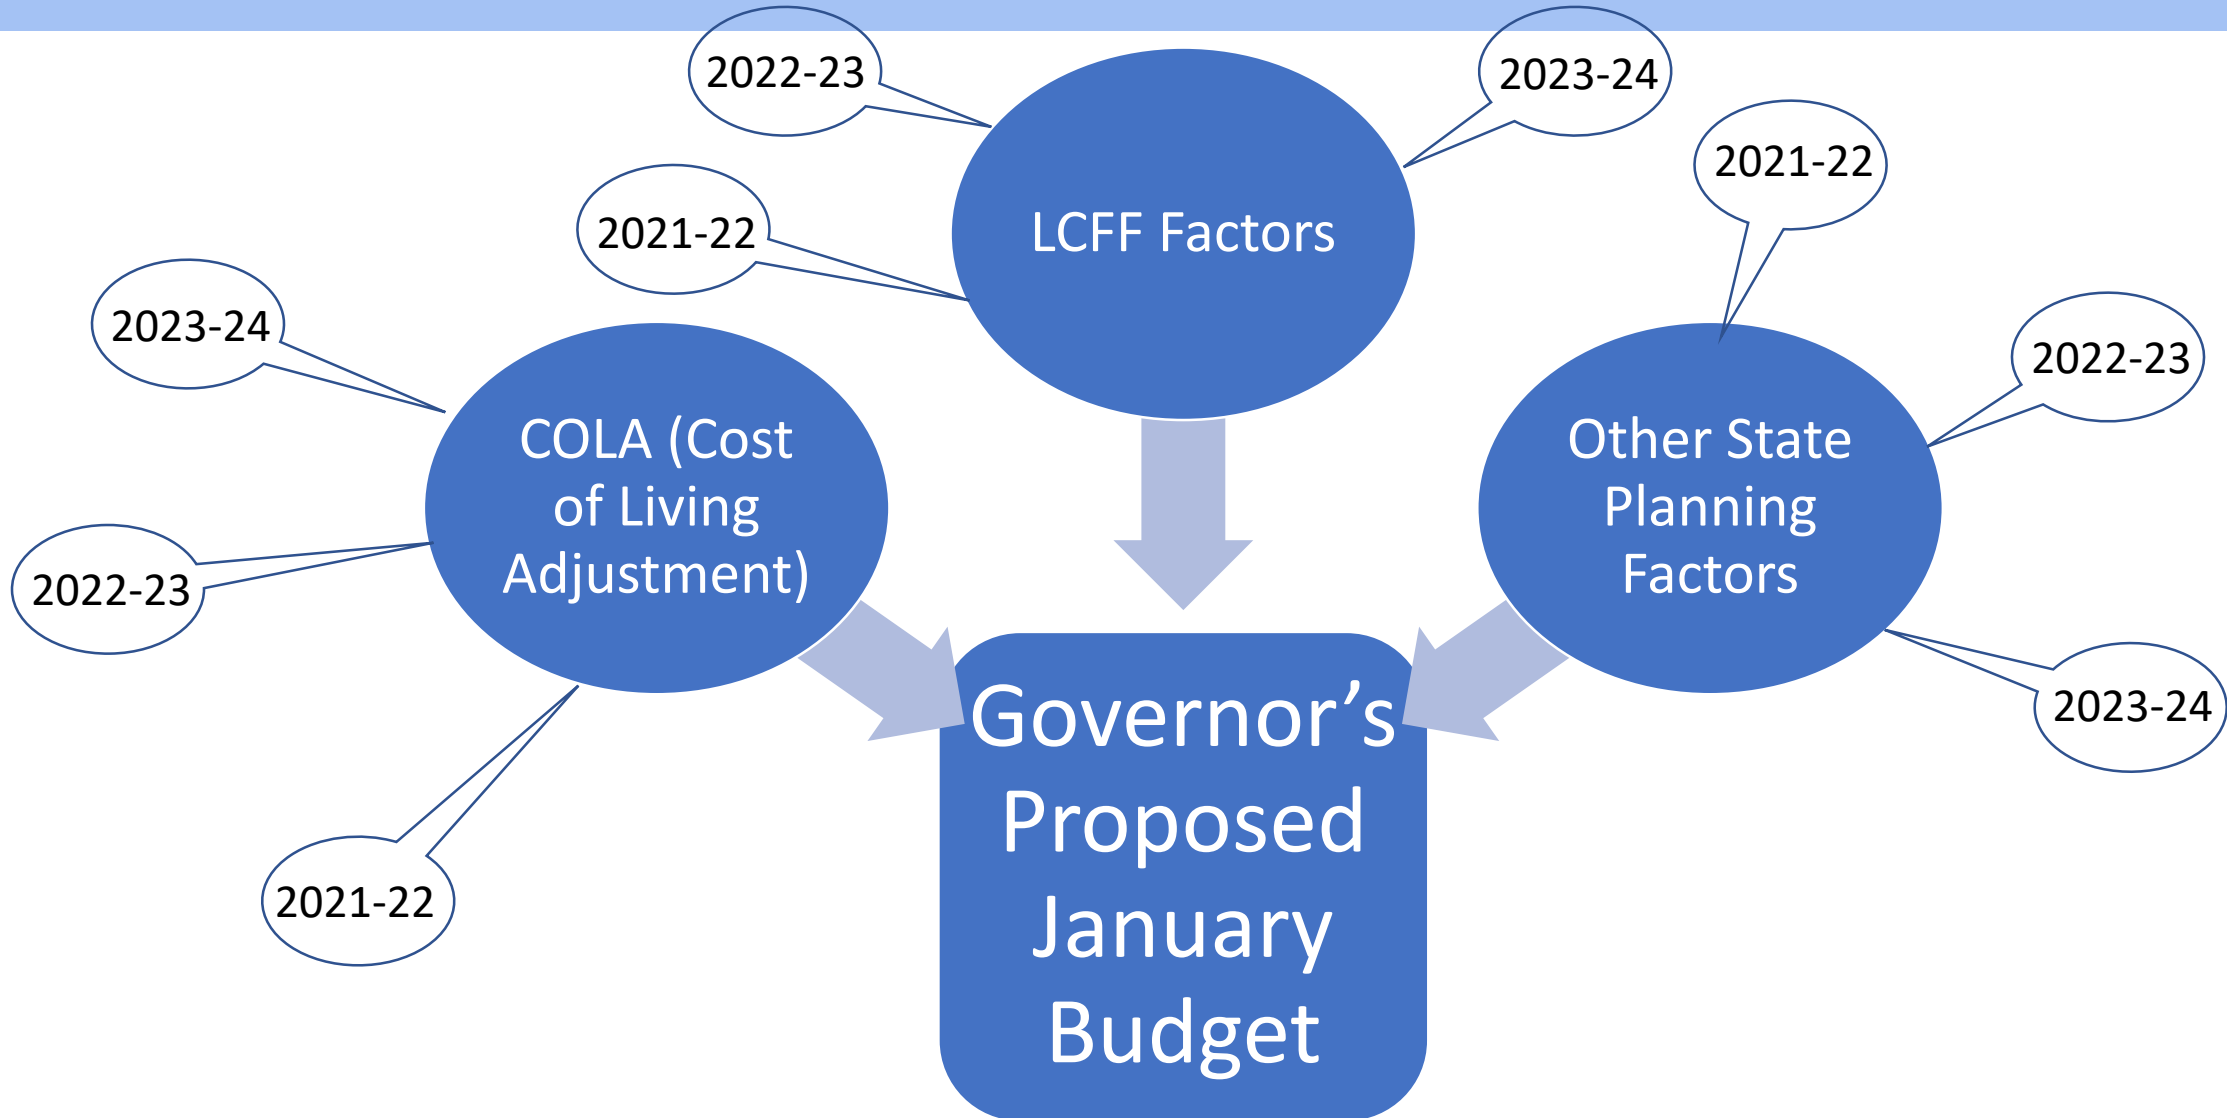 2022-23
2023-24
2021-22
LCFF Factors
2021-22
2023-24
2022-23
COLA (Cost
of Living
Adjustment)
Other State
Planning
Factors
2022-23
2023-24
2021-22
Governor’s
Proposed
January
Budget